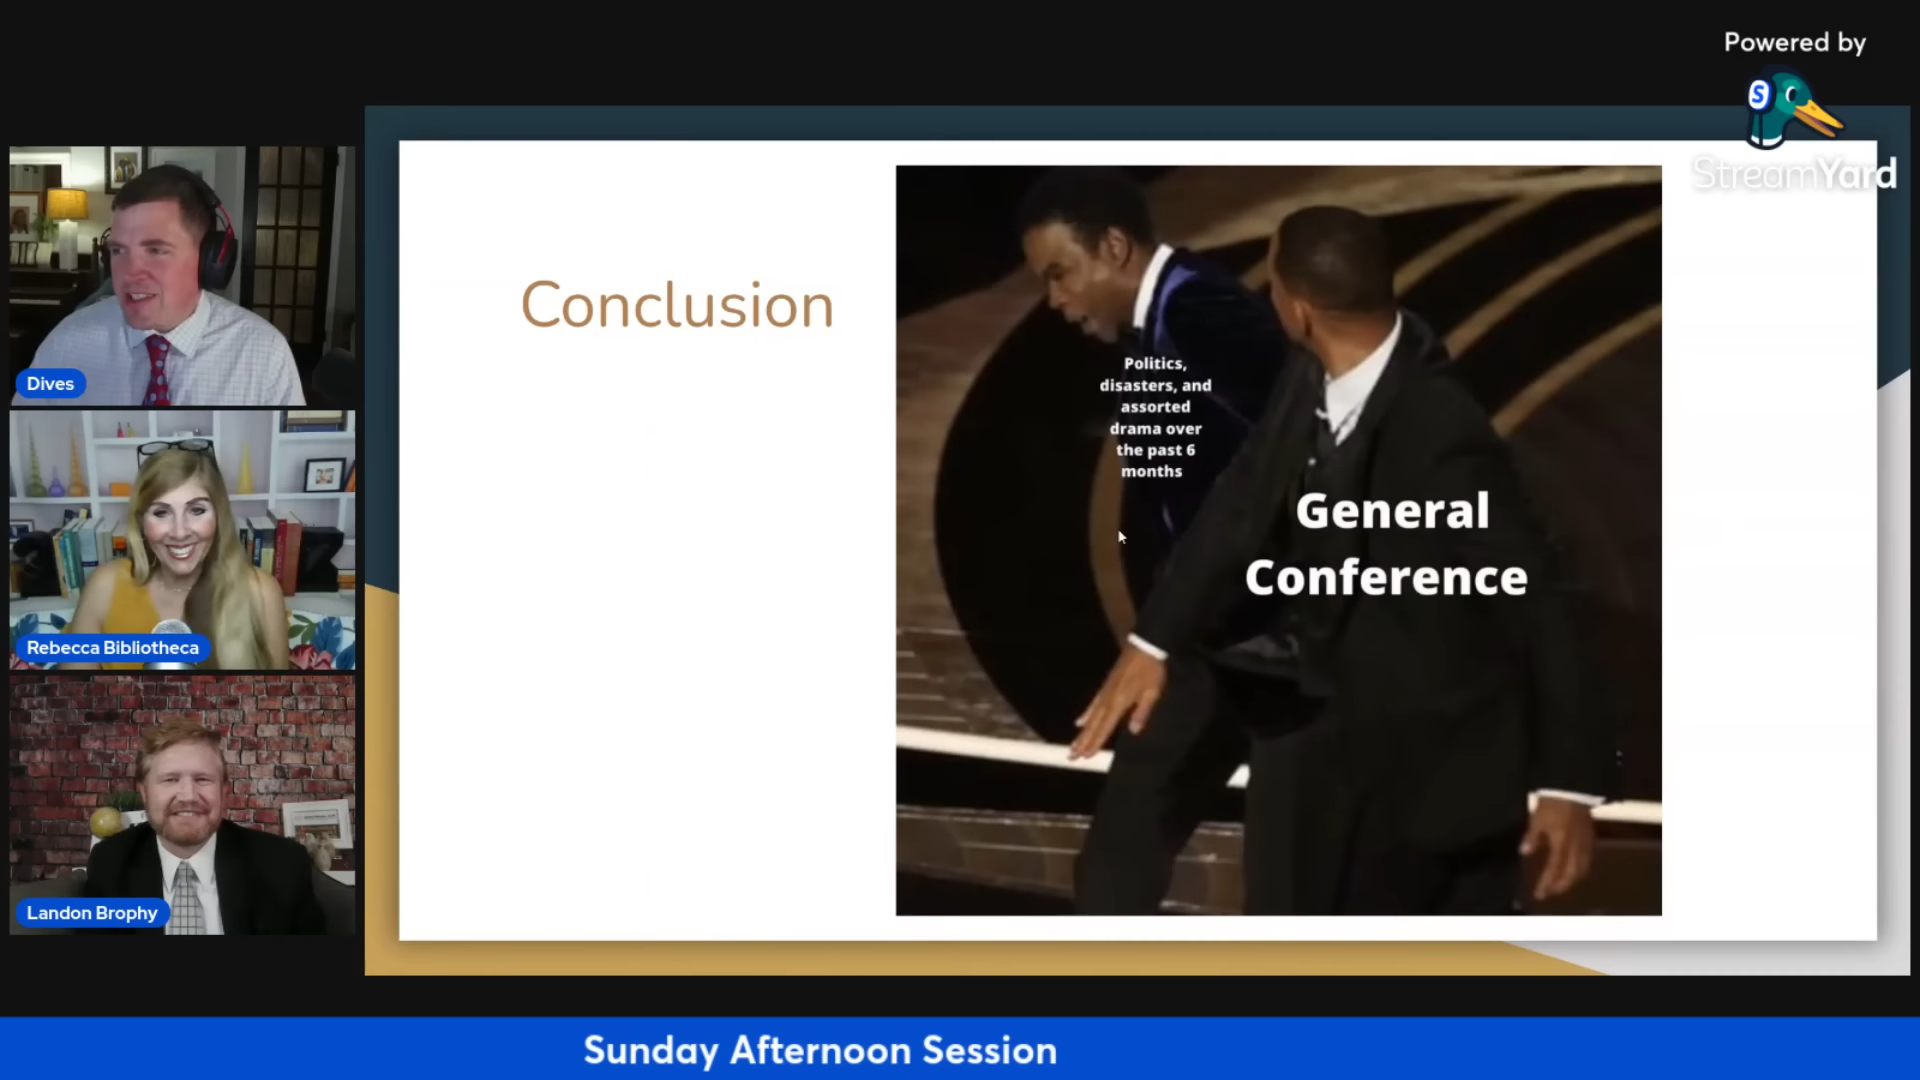 Powered by
S
StreamYard
Dives
Rebecca Bibliotheca
Landon Brophy
Conclusion
Politics,
disasters, and
assorted
drama over
the past 6
months
General
Conference
Sunday Afternoon Session